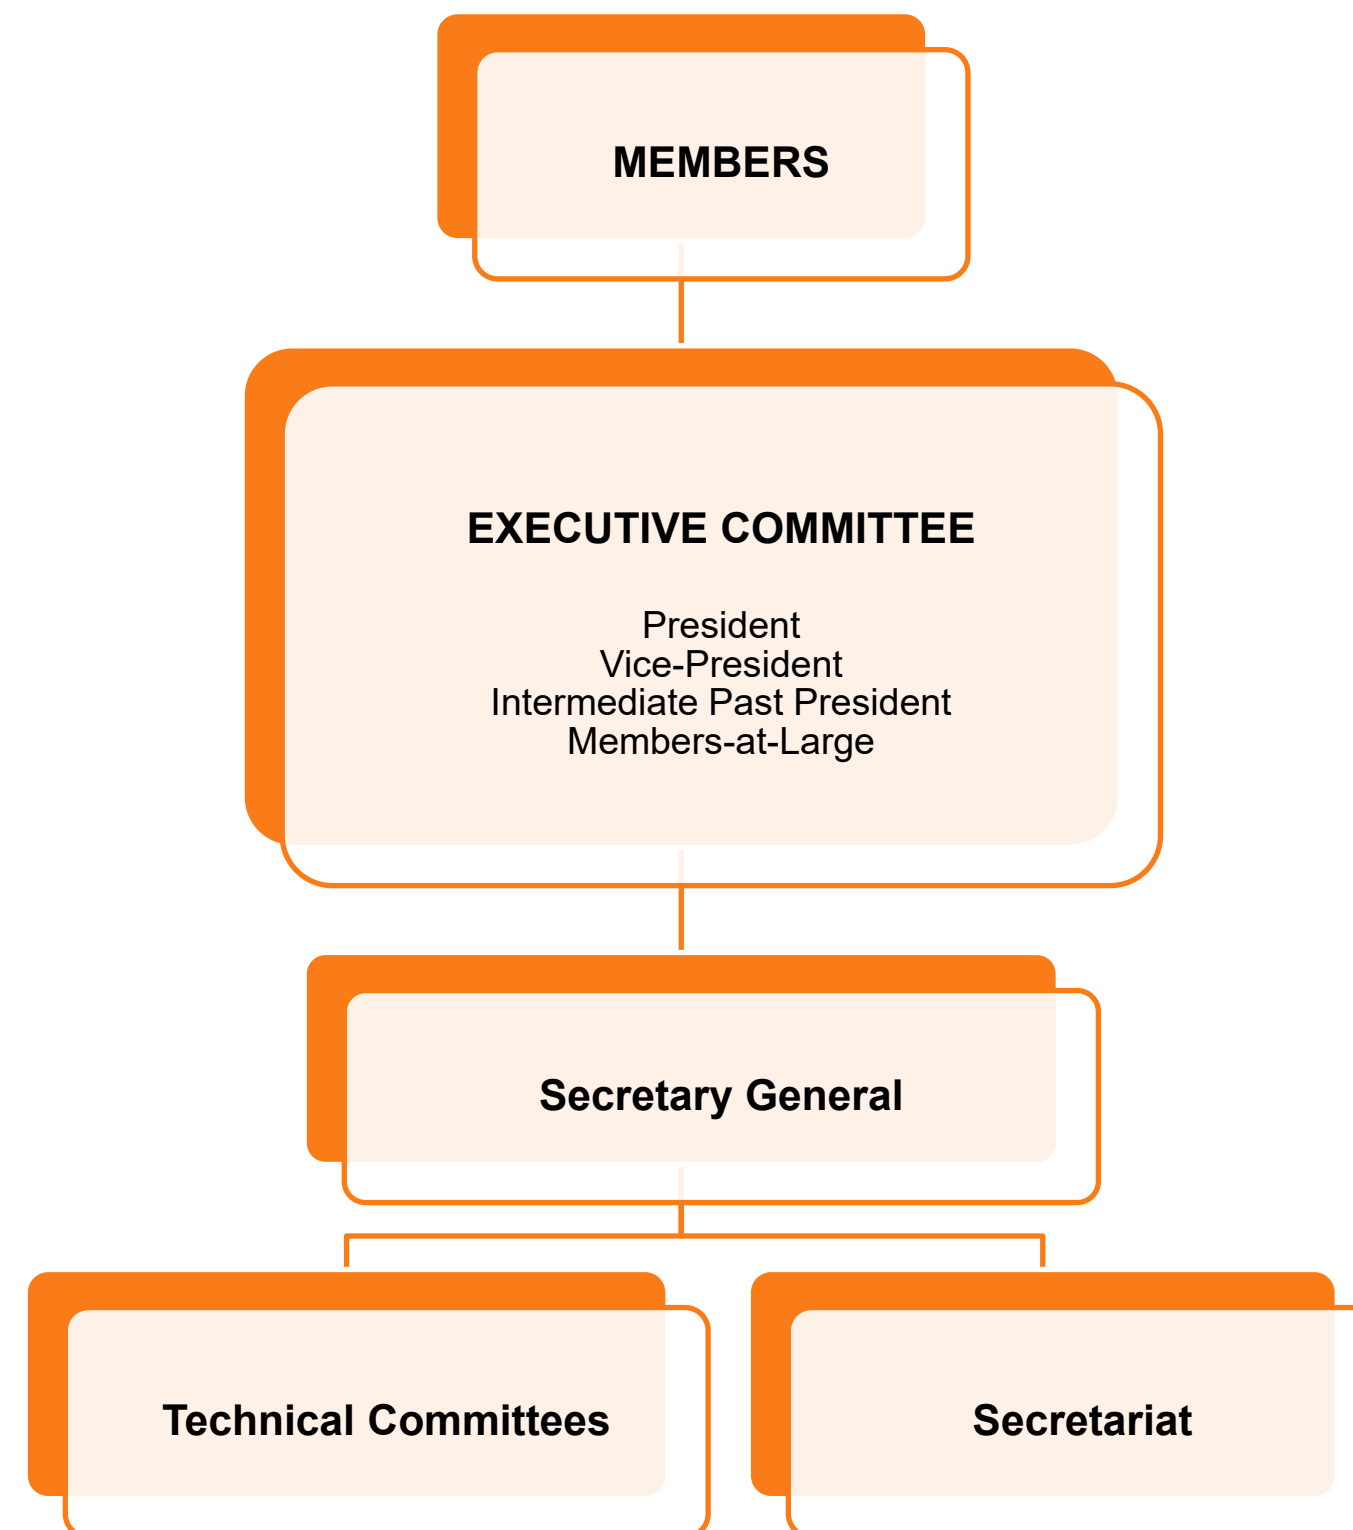 MEMBERS
EXECUTIVE COMMITTEE
President
Vice-President
Intermediate Past President
Members-at-Large
Secretary General
Technical Committees
Secretariat